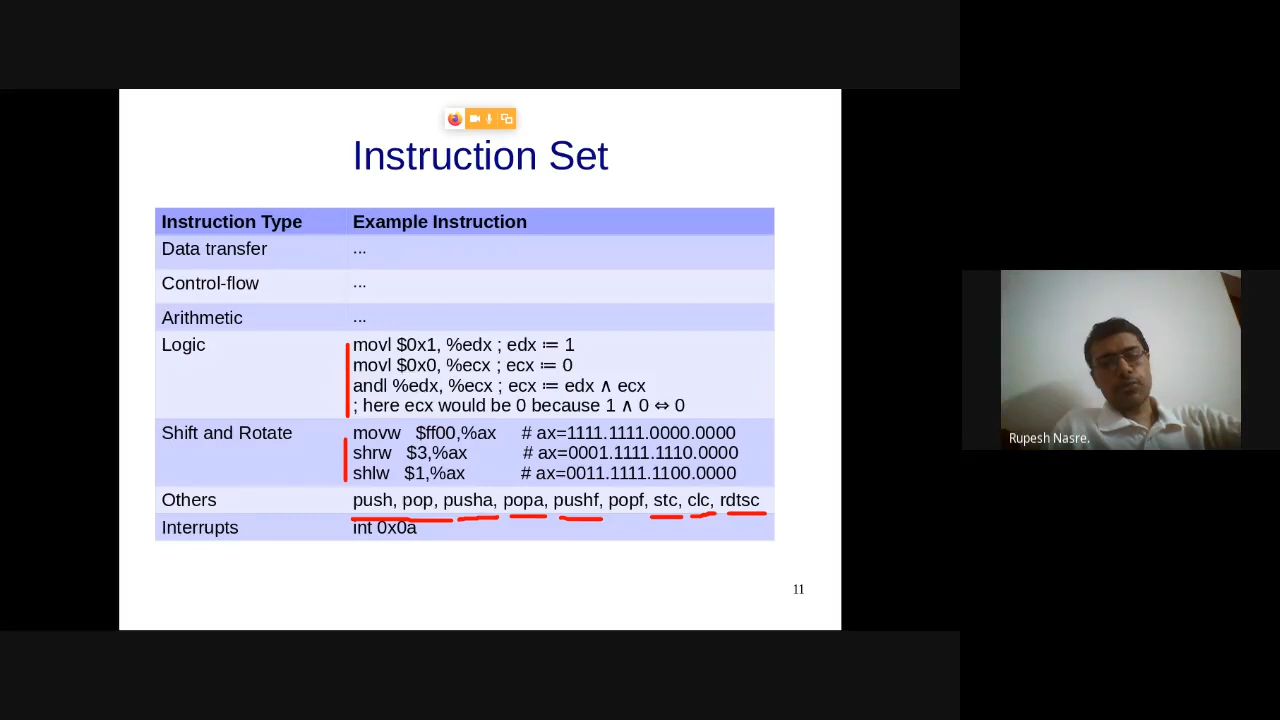 Instruction Set
Instruction Type Example Instruction
Data transfer ...
Control-flow ...
Arithmetic ...
Logic movl $0x1, %edx ; edx ≔ 1
movl $0x0, %ecx ; ecx ≔ 0
andl %edx, %ecx ; ecx ≔ edx ∧ ecx
; here ecx would be 0 because 1 ∧ 0 ⇔ 0
Shift and Rotate movw $ff00,%ax # ax=1111.1111.0000.0000
shrw $3,%ax # ax=0001.1111.1110.0000
shlw $1,%ax # ax=0011.1111.1100.0000
Others push, pop, pusha, popa, pushf, popf, stc, clc, rdtsc
Interrupts int 0x0a
11
Rupesh Nasre.